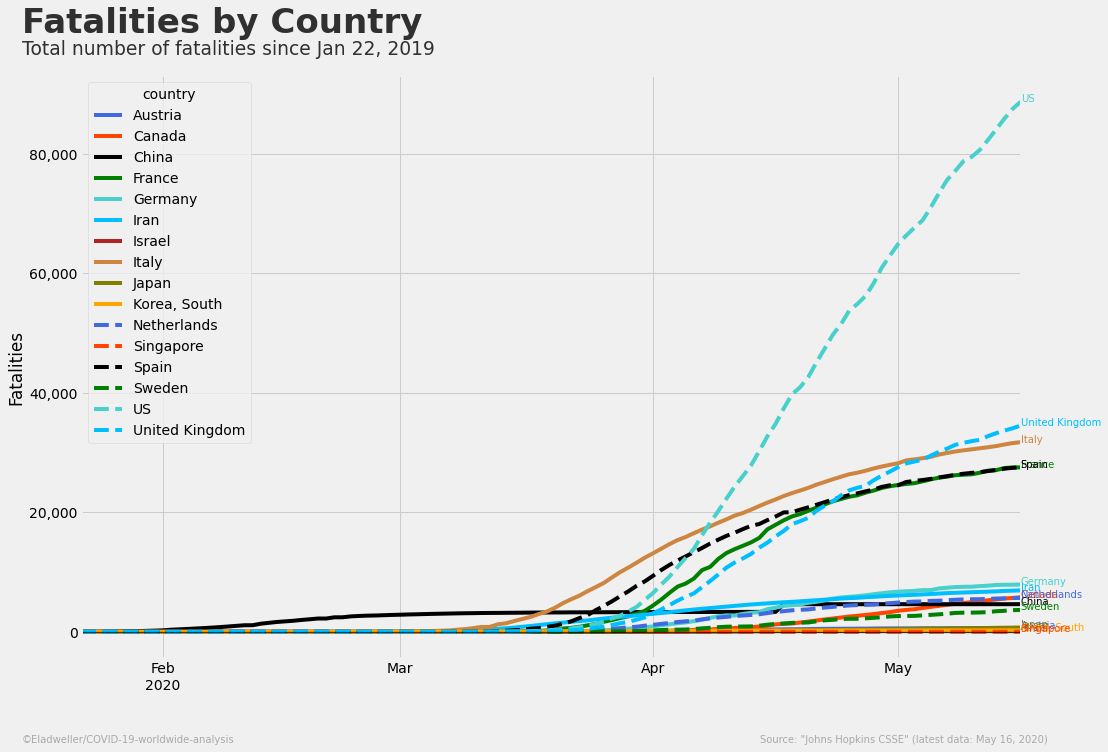 Fatalities by Country
Total number of fatalities since Jan 22, 2019
country
Austria
Canada
China
France
Germany
Iran
Israel
Italy
Japan
Korea, South
Netherlands
Singapore
Spain
Sweden
US
United Kingdom
Fatalities
80,000
60,000
40,000
20,000
0
Feb
2020
Mar
Apr
May
US
United Kingdom
Italy
Spain
Germany
Iran
Netherlands
China
Sweden
Singapore
©Eladweller/COVID-19-worldwide-analysis
Source: "Johns Hopkins CSSE" (latest data: May 16, 2020)